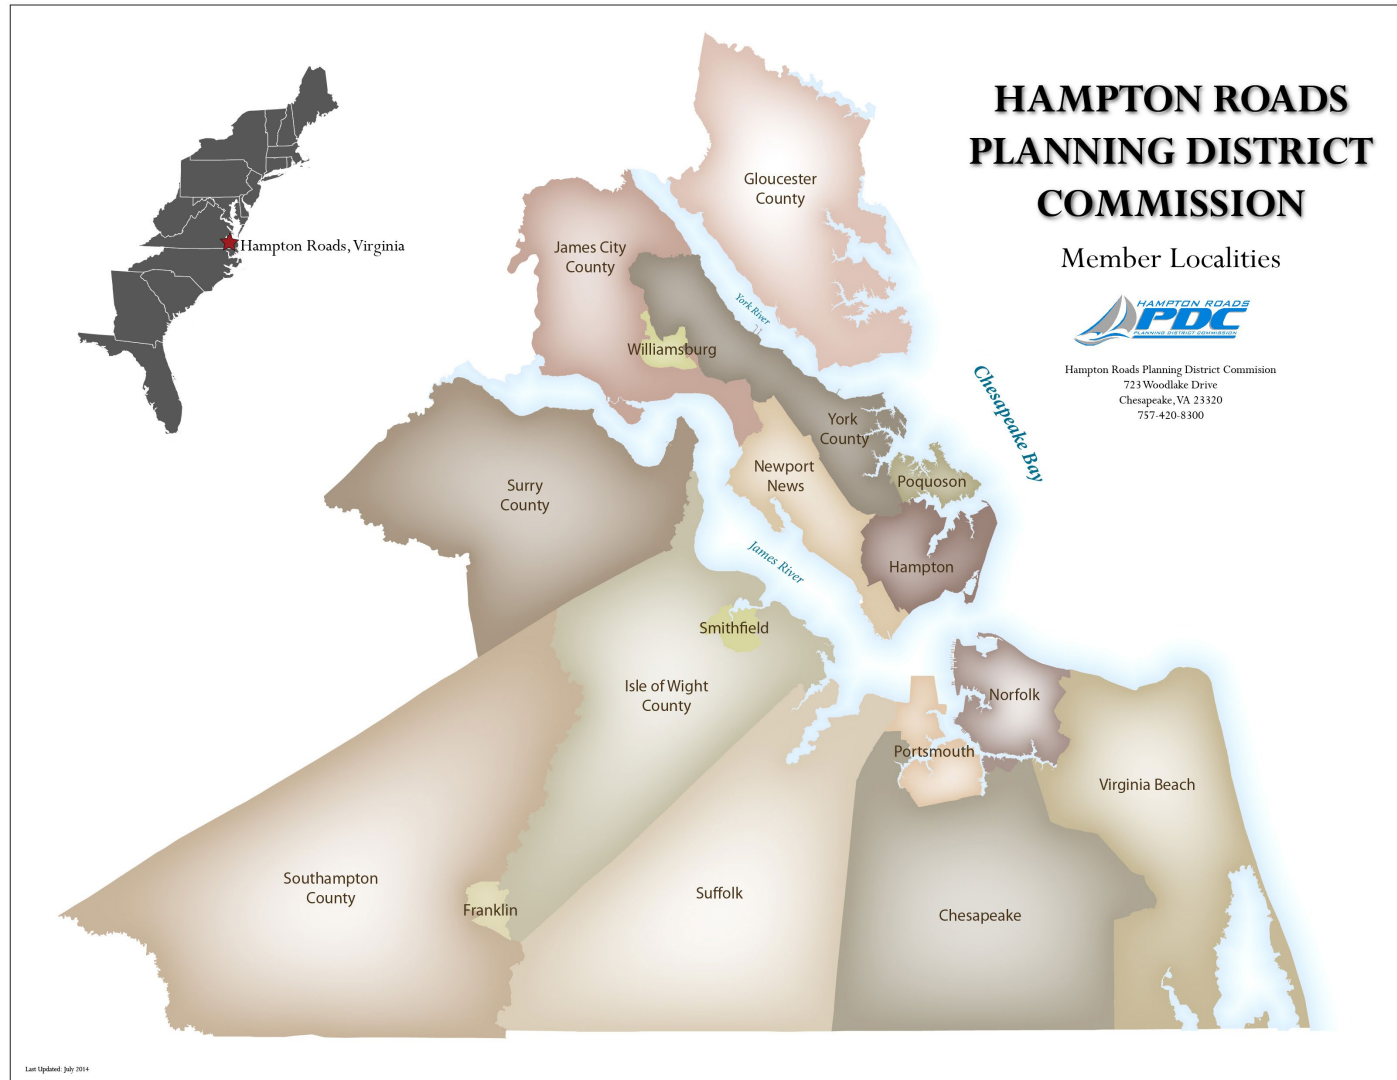 HAMPTON ROADS
PLANNING DISTRICT
COMMISSION
Member Localities
HAMPTON ROADS
PDC
PLANNING DISTRICT COMMISSION
Hampton Roads Planning District Commision
723 Woodlake Drive
Chesapeake, VA 23320
757-420-8300
Hampton Roads, Virginia
Gloucester
County
James City
County
York River
Williamsburg
Chesapeake Bay
York
County
Newport
News
Poquoson
Surry
County
James River
Hampton
Smithfield
Isle of Wight
County
Norfolk
Portsmouth
Virginia Beach
Southampton
County
Franklin
Suffolk
Chesapeake
Last Updated: July 2014